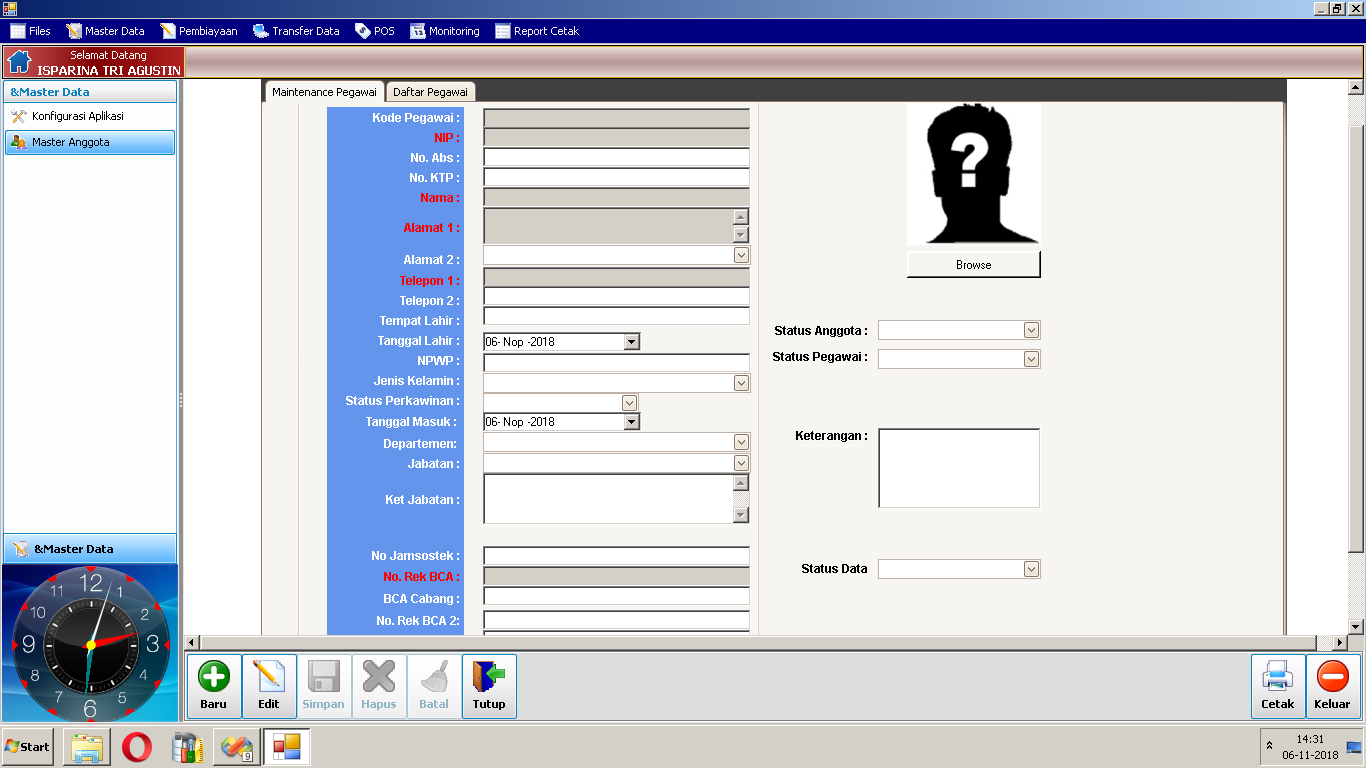 Files Master Data Pembiayaan Transfer Data POS Monitoring Report Cetak
Selamat Datang
ISPARINA TRI AGUSTIN
&Master Data
Konfigurasi Aplikasi
Master Anggota
&Master Data
12
1
2
3
4
5
6
7
8
9
10
11
Maintenance Pegawai Daftar Pegawai
Kode Pegawai :
NIP :
No. Abs :
No. KTP :
Nama :
Alamat 1 :
Alamat 2 :
Telepon 1 :
Telepon 2 :
Tempat Lahir :
Tanggal Lahir : 06- Nop -2018
NPWP :
Jenis Kelamin :
Status Perkawinan :
Tanggal Masuk : 06- Nop -2018
Departemen:
Jabatan :
Ket Jabatan :
No Jamsostek :
No. Rek BCA :
BCA Cabang :
No. Rek BCA 2:
?
Browse
Status Anggota :
Status Pegawai :
Keterangan :
Status Data
Baru Edit Simpan Hapus Batal Tutup Cetak Keluar
Start
9
14:31
06-11-2018